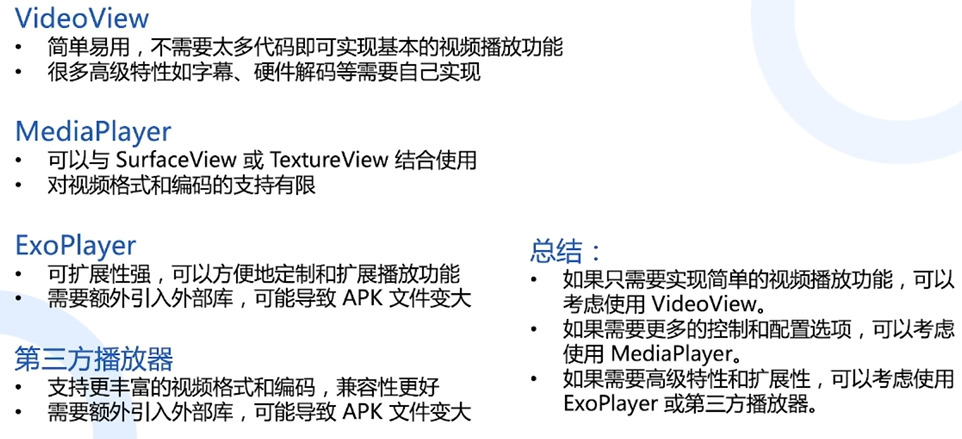 VideoView
• 简单易用，不需要太多代码即可实现基本的视频播放功能
• 很多高级特性如字幕、硬件解码等需要自己实现
MediaPlayer
• 可以与 SurfaceView 或 TextureView 结合使用
• 对视频格式和编码的支持有限
ExoPlayer
• 可扩展性强，可以方便地定制和扩展播放功能
• 需要额外引入外部库，可能导致 APK 文件变大
第三方播放器
• 支持更丰富的视频格式和编码，兼容性更好
• 需要额外引入外部库，可能导致 APK 文件变大
总结：
• 如果只需要实现简单的视频播放功能，可以
考虑使用 VideoView。
• 如果需要更多的控制和配置选项，可以考虑
使用 MediaPlayer。
• 如果需要高级特性和扩展性，可以考虑使用
ExoPlayer 或第三方播放器。